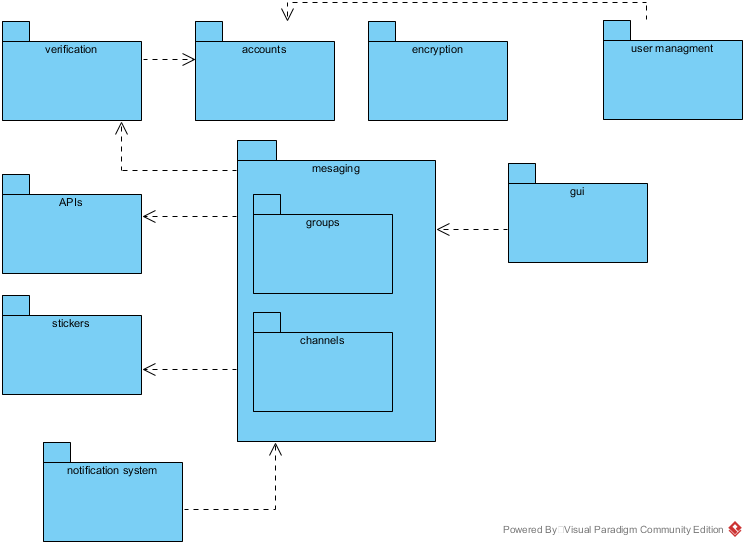 verification
accounts
encryption
user managment
mesaging
APIs
groups
gui
stickers
channels
notification system
Powered By Visual Paradigm Community Edition